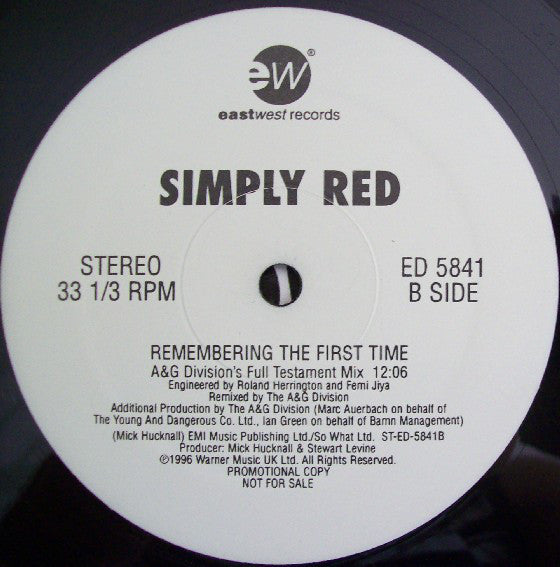 ew®
eastwest records
SIMPLY RED
STEREO
33 1/3 RPM
ED 5841
B SIDE
REMEMBERING THE FIRST TIME
A&G Division's Full Testament Mix 12:06
Engineered by Roland Herrington and Femi Jiya
Remixed by The A&G Division
Additional Production by The A&G Division (Marc Auerbach on behalf of
The Young And Dangerous Co. Ltd., Ian Green on behalf of Bamn Management)
(Mick Hucknall) EMI Music Publishing Ltd./So What Ltd. ST-ED-5841B
Producer: Mick Hucknall & Stewart Levine
℗1996 Warner Music UK Ltd. All Rights Reserved.
PROMOTIONAL COPY
NOT FOR SALE